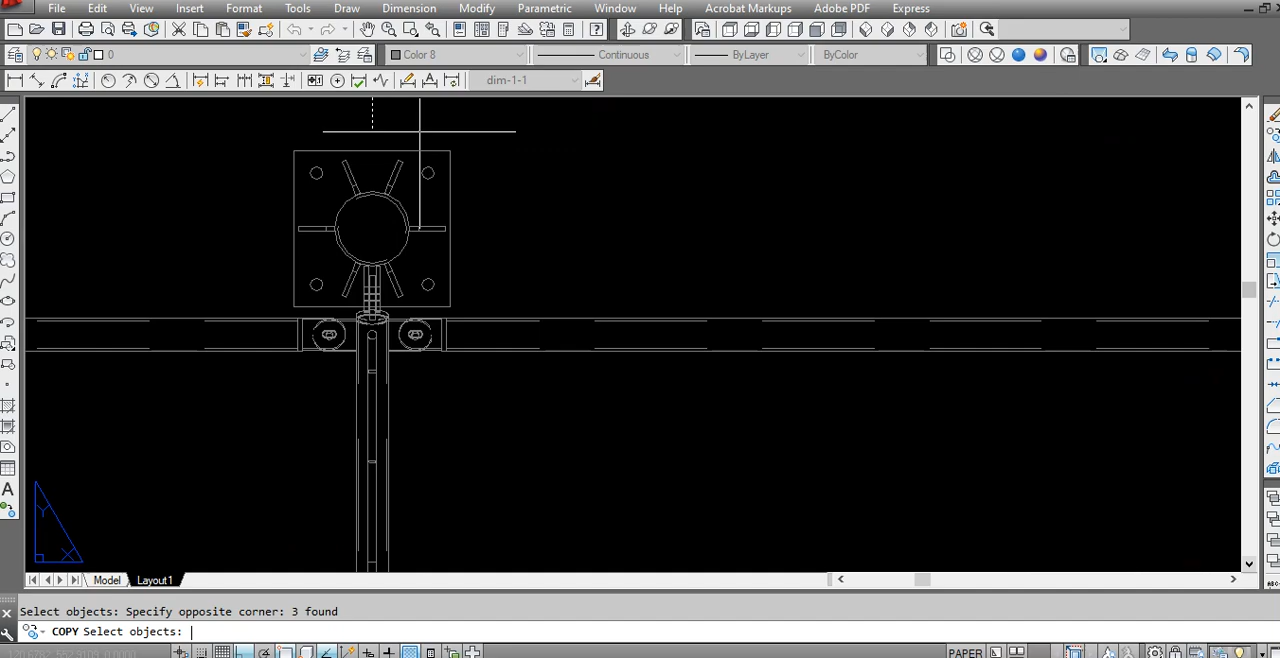 File Edit View Insert Format Tools Draw Dimension Modify Parametric Window Help Acrobat Markups Adobe PDF Express
0 Color 8 Continuous ByLayer ByColor
dim-1-1
Y
X
Model Layout1
Select objects: Specify opposite corner: 3 found
COPY Select objects:
PAPER